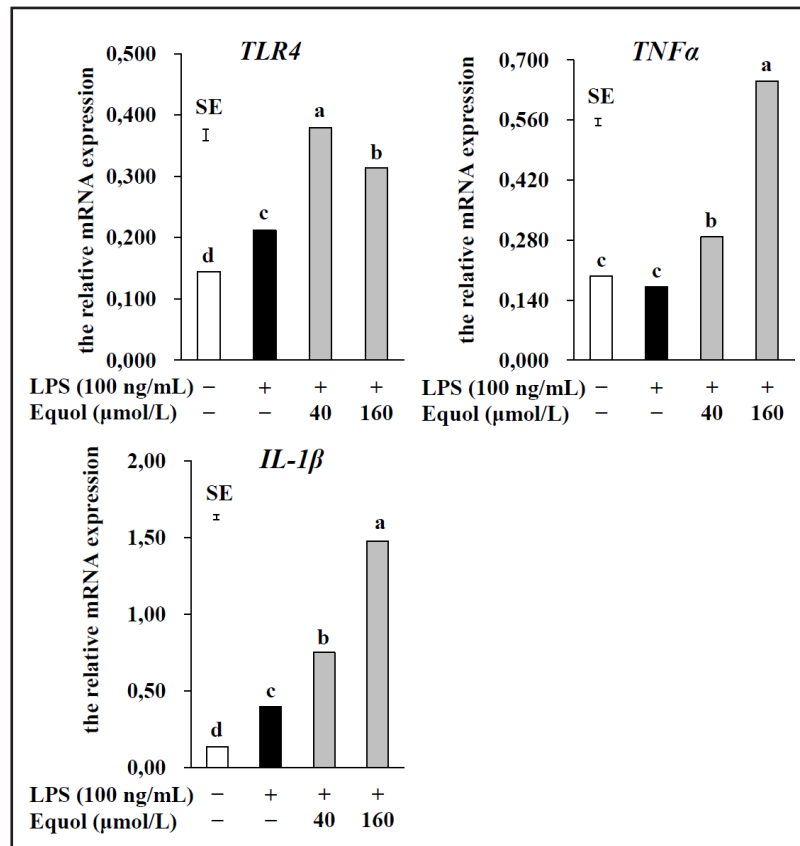 TLR4
the relative mRNA expression
0,500
0,400
0,300
0,200
0,100
0,000
SE
d
c
a
b
LPS (100 ng/mL) − + + +
Equol (μmol/L) − − 40 160
TNFα
the relative mRNA expression
0,700
0,560
0,420
0,280
0,140
0,000
SE
c
c
b
a
LPS (100 ng/mL) − + + +
Equol (μmol/L) − − 40 160
IL-1β
the relative mRNA expression
2,00
1,50
1,00
0,50
0,00
SE
d
c
b
a
LPS (100 ng/mL) − + + +
Equol (μmol/L) − − 40 160